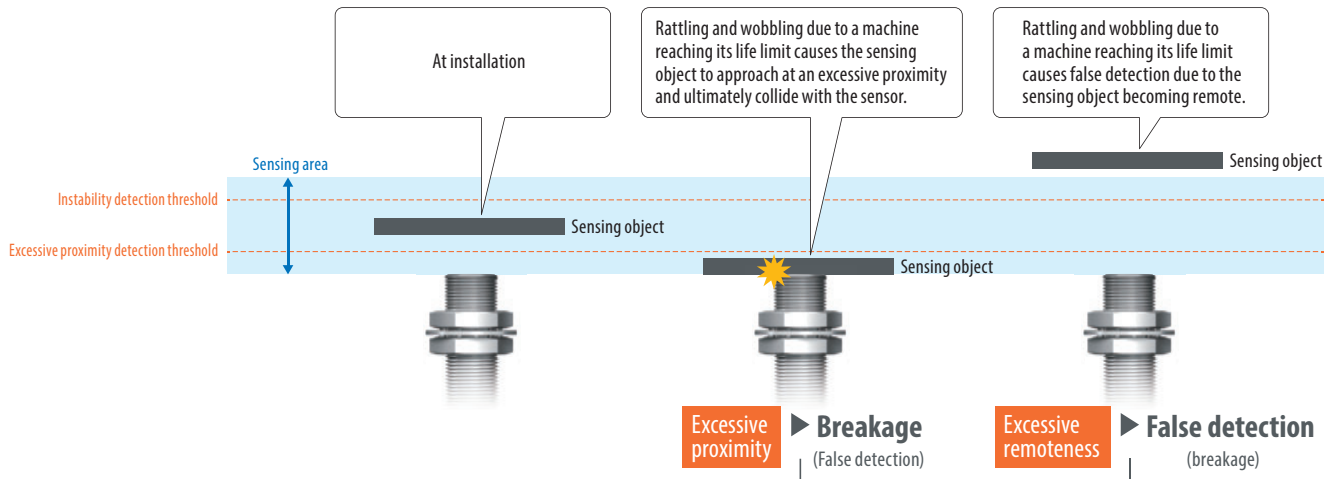 At installation
Rattling and wobbling due to a machine
reaching its life limit causes the sensing
object to approach at an excessive proximity
and ultimately collide with the sensor.
Rattling and wobbling due to
a machine reaching its life limit
causes false detection due to the
sensing object becoming remote.
Sensing area
Sensing object
Instability detection threshold
Sensing object
Excessive proximity detection threshold
Sensing object
Excessive
proximity
Breakage
(False detection)
Excessive
remoteness
False detection
(breakage)